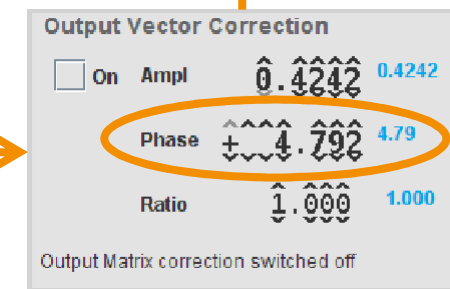 Output Vector Correction
On Ampl 0.4242 0.4242
Phase ± 4.792 4.79
Ratio 1.000 1.000
Output Matrix correction switched off